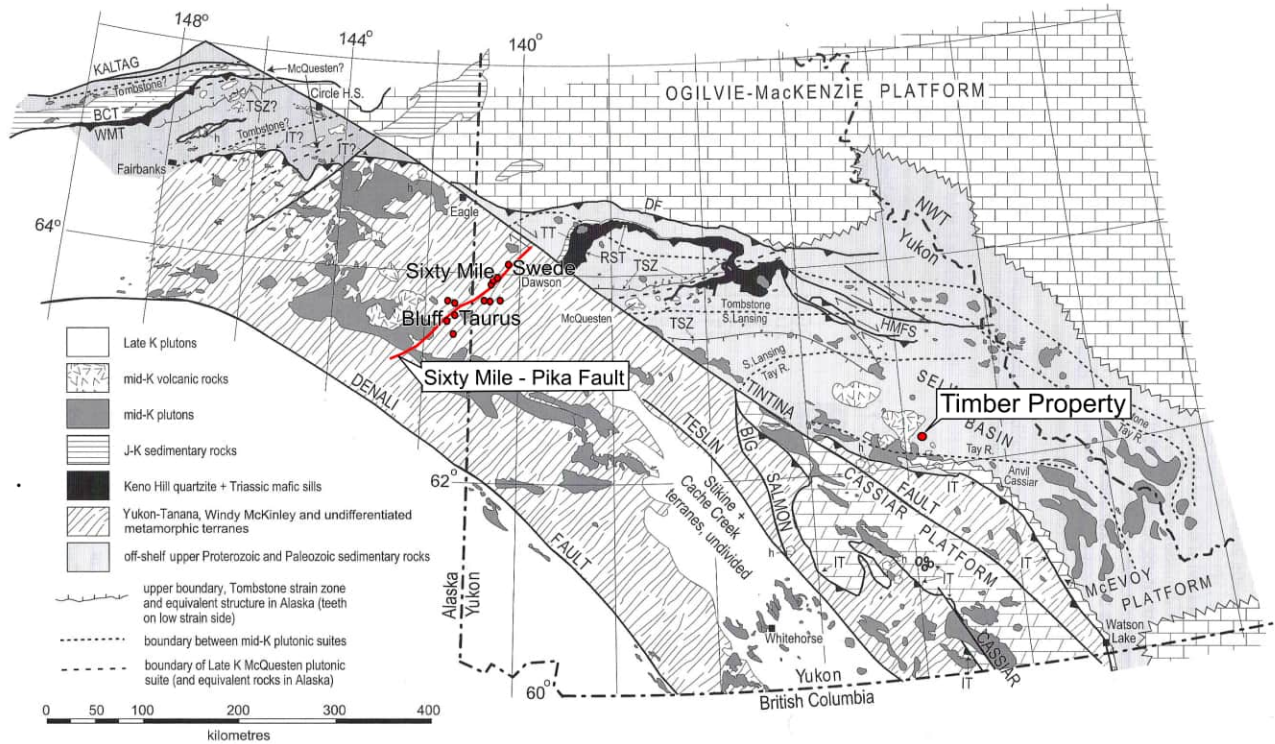 148°
144°
140°
KALTAG
McQuesten?
Tombstone?
Circle H.S.
TSZ?
BCT
WMT
Tombstone?
IT?
IT?
h
Fairbanks
h
h
64°
Eagle
OGILVIE-MacKENZIE PLATFORM
DF
NWT
Yukon
TT
RST
TSZ
Sixty Mile
Swede
Dawson
Bluff
Taurus
McQuesten
Tombstone
S. Lansing
TSZ
HMFS
S. Lansing
Tay R.
Sixty Mile - Pika Fault
DENALI
FAULT
TINTINA
FAULT
SELWYN
BASIN
Timber Property
Tay R.
Tay R.
Anvil
Cassiar
h
TESLIN
BIG
SALMON
CASSIAR PLATFORM
IT
IT
IT
IT
IT
IT
h
62°
Stikine +
Cache Creek
terranes, undivided
McEVOY
PLATFORM
Watson
Lake
CASSIAR
Alaska
Yukon
Whitehorse
60°
Yukon
British Columbia
Late K plutons
mid-K volcanic rocks
mid-K plutons
J-K sedimentary rocks
Keno Hill quartzite + Triassic mafic sills
Yukon-Tanana, Windy McKinley and undifferentiated
metamorphic terranes
off-shelf upper Proterozoic and Paleozoic sedimentary rocks
upper boundary, Tombstone strain zone
and equivalent structure in Alaska (teeth
on low strain side)
boundary between mid-K plutonic suites
boundary of Late K McQuesten plutonic
suite (and equivalent rocks in Alaska)
0 50 100 200 300 400
kilometres